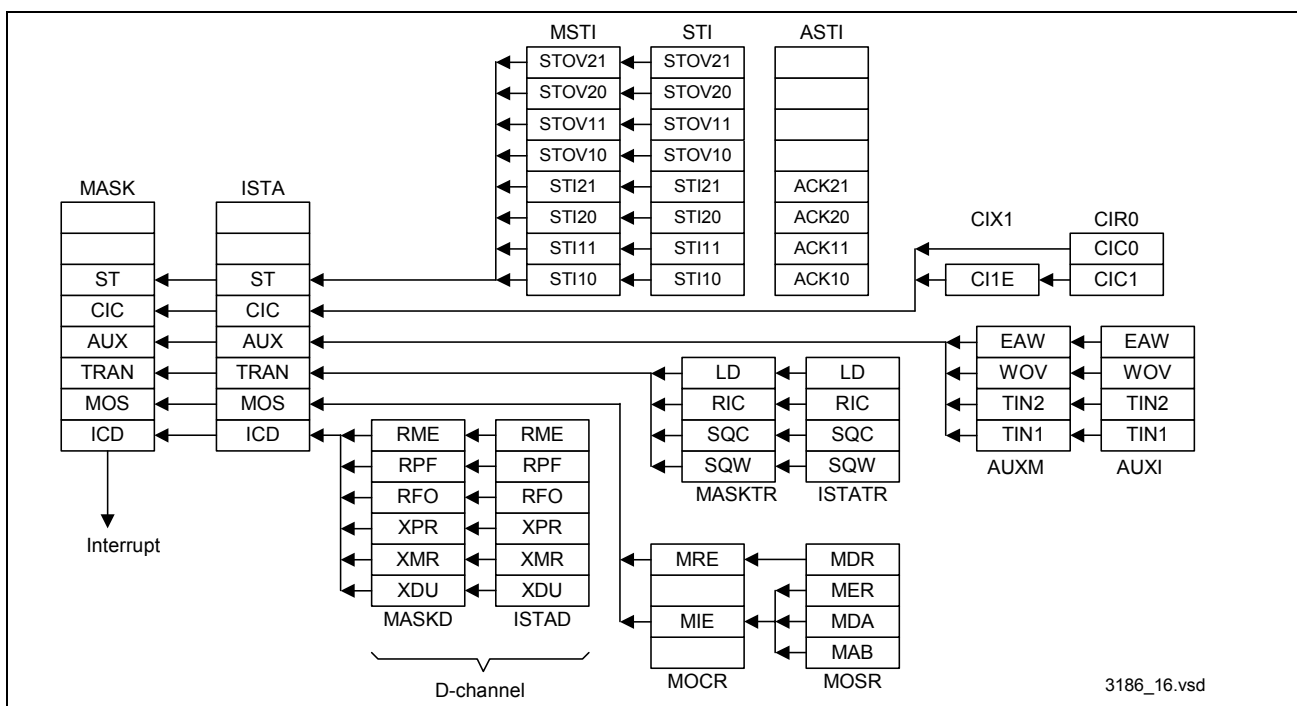 MSTI STI ASTI
STOV21 STOV21
STOV20 STOV20
STOV11 STOV11
STOV10 STOV10
MASK ISTA STI21 STI21 ACK21
STI20 STI20 ACK20 CIX1 CIR0
STI11 STI11 ACK11 CIC0
ST ST STI10 STI10 ACK10 CI1E CIC1
CIC CIC
AUX AUX EAW EAW
TRAN TRAN LD LD WOV WOV
MOS MOS RIC RIC TIN2 TIN2
ICD ICD RME RME SQC SQC TIN1 TIN1
RPF RPF SQW SQW AUXM AUXI
RFO RFO MASKTR ISTATR
XPR XPR
Interrupt
XMR XMR MRE MDR
XDU XDU MER
MASKD ISTAD MIE MDA
MAB
D-channel MOCR MOSR
3186_16.vsd